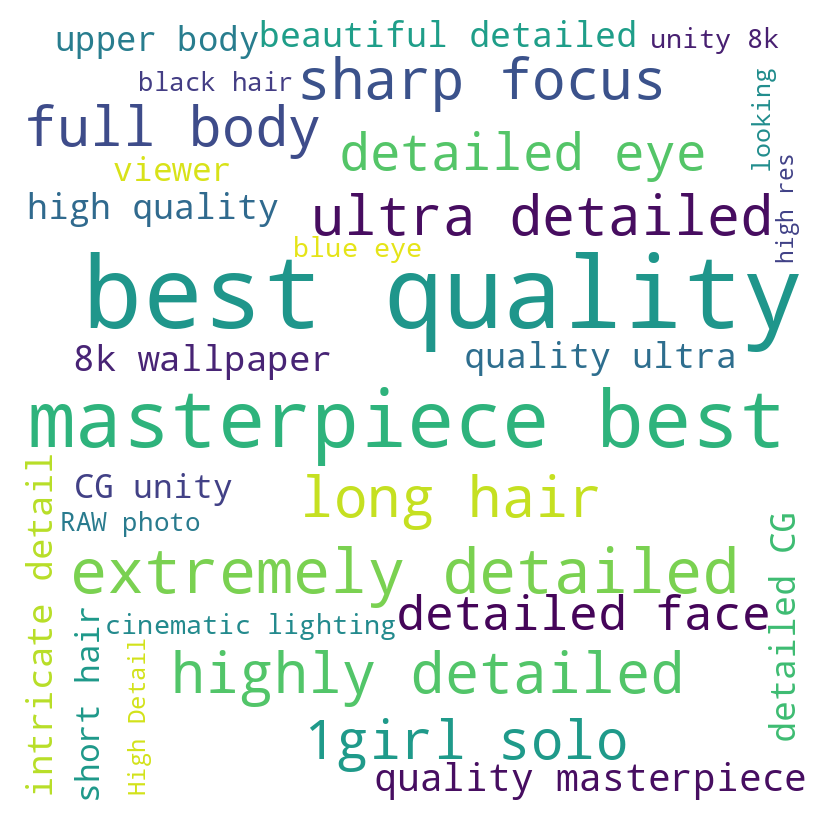 upper body
beautiful detailed
unity 8k
black hair
sharp focus
looking
full body
viewer
detailed eye
high res
high quality
ultra detailed
blue eye
best quality
8k wallpaper
quality ultra
masterpiece best
CG unity
long hair
RAW photo
intricate detail
extremely detailed
detailed CG
short hair
cinematic lighting
detailed face
High Detail
highly detailed
1girl solo
quality masterpiece